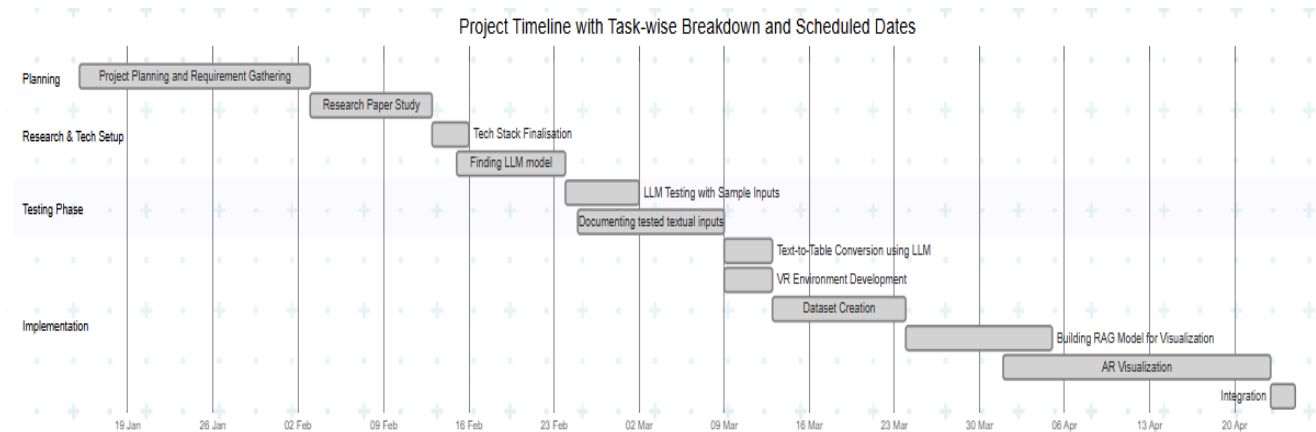 Project Timeline with Task-wise Breakdown and Scheduled Dates
Planning
Project Planning and Requirement Gathering
Research Paper Study
Research & Tech Setup
Tech Stack Finalisation
Finding LLM model
Testing Phase
LLM Testing with Sample Inputs
Documenting tested textual inputs
Implementation
Text-to-Table Conversion using LLM
VR Environment Development
Dataset Creation
Building RAG Model for Visualization
AR Visualization
Integration
19 Jan 26 Jan 02 Feb 09 Feb 16 Feb 23 Feb 02 Mar 09 Mar 16 Mar 23 Mar 30 Mar 06 Apr 13 Apr 20 Apr